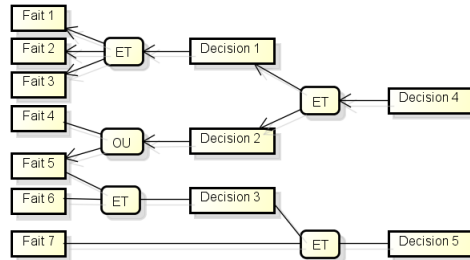 Fait 1
Fait 2
Fait 3
Fait 4
Fait 5
Fait 6
Fait 7
ET
OU
ET
Decision 1
Decision 2
Decision 3
ET
ET
Decision 4
Decision 5